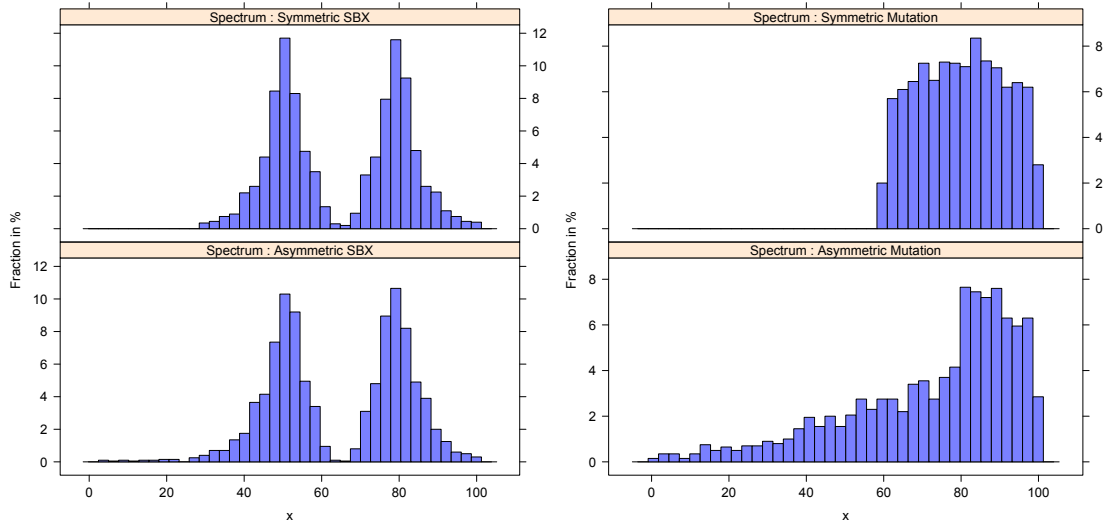 Spectrum : Symmetric SBX
Spectrum : Symmetric Mutation
12
10
8
6
4
2
0
8
6
4
2
0
Spectrum : Asymmetric SBX
Spectrum : Asymmetric Mutation
12
10
8
6
4
2
0
8
6
4
2
0
Fraction in %
Fraction in %
0 20 40 60 80 100
0 20 40 60 80 100
x
x